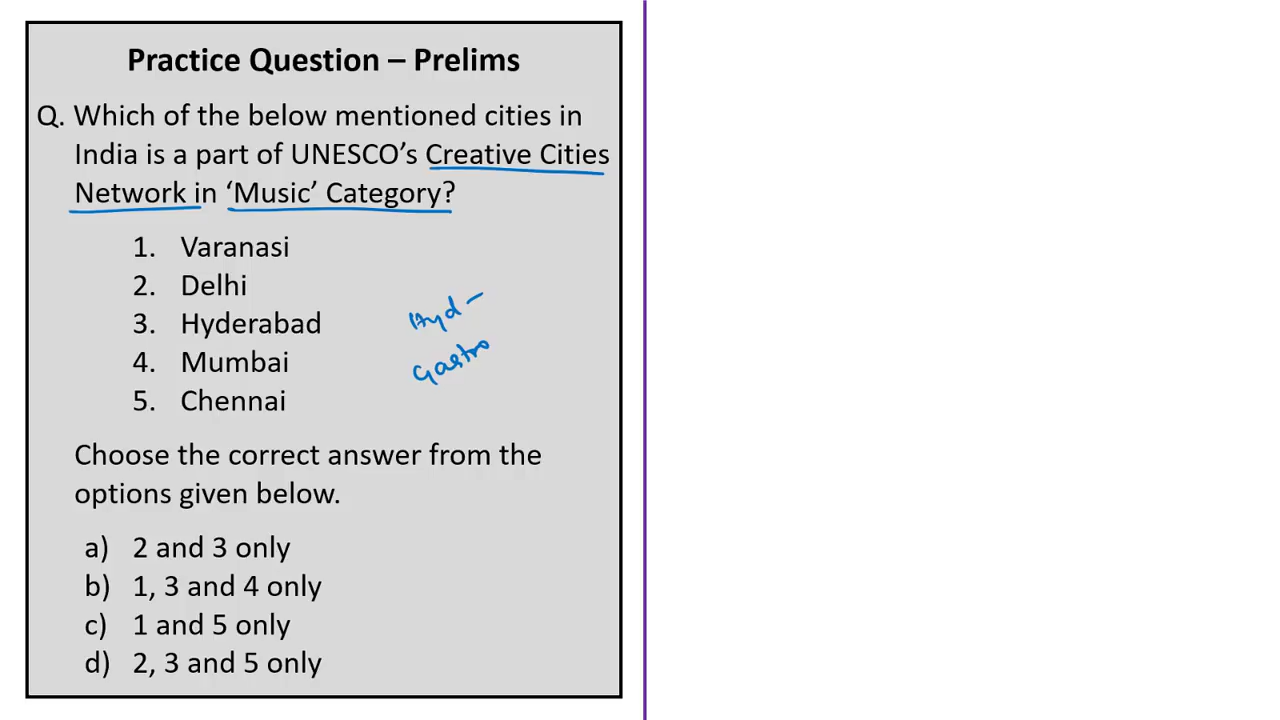 Practice Question – Prelims
Q. Which of the below mentioned cities in
India is a part of UNESCO's Creative Cities
Network in 'Music' Category?
1. Varanasi
2. Delhi
3. Hyderabad
Hyd –
4. Mumbai
Gastro
5. Chennai
Choose the correct answer from the
options given below.
a) 2 and 3 only
b) 1, 3 and 4 only
c) 1 and 5 only
d) 2, 3 and 5 only